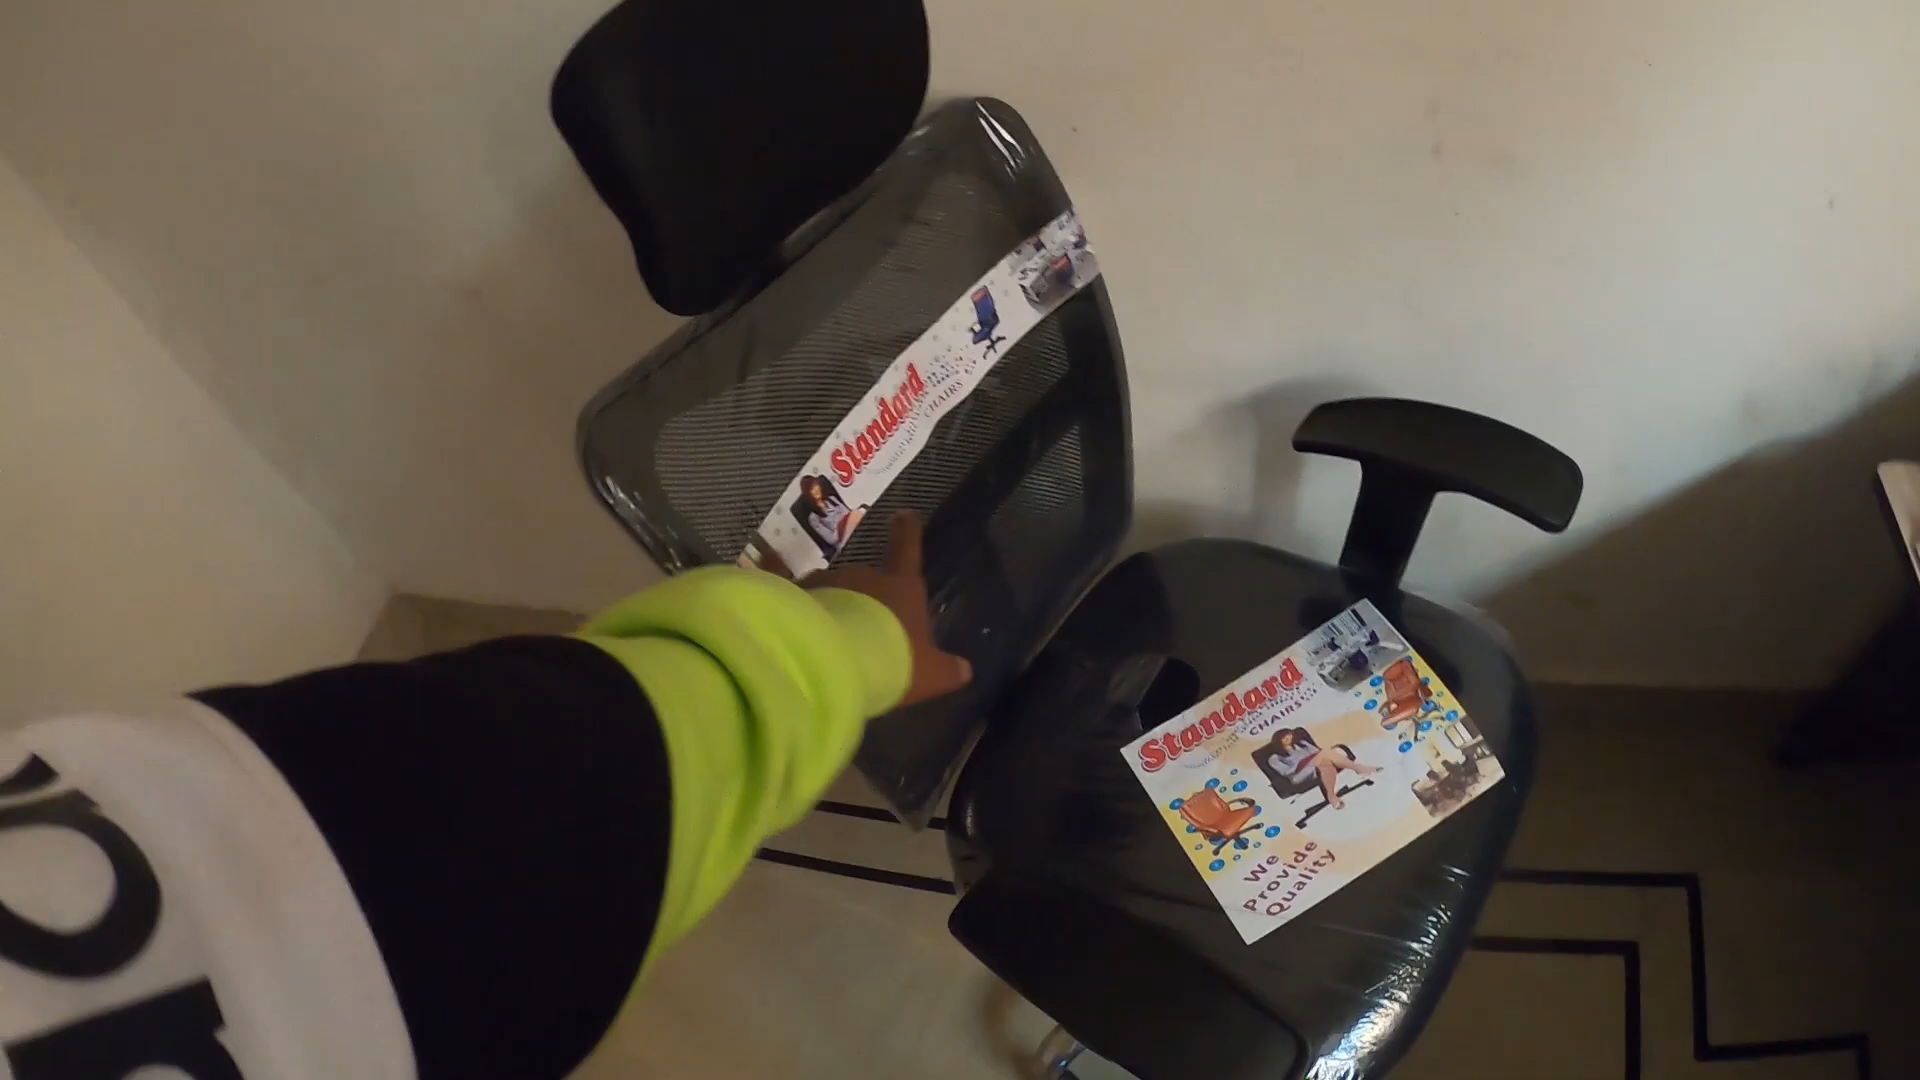 Standard
CHAIRS
Standard
CHAIRS
We
Provide
Quality